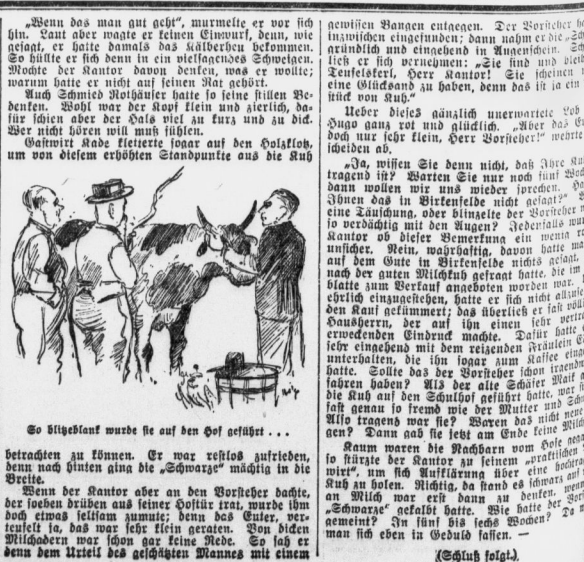 „Wenn das man gut geht“, murmelte er vor sich
hin. Laut aber wagte er keinen Einwurf, denn, wie
gesagt, er hatte damals das Kälberheu bekommen.
So hüllte er sich denn in ein vielsagendes Schweigen.
Mochte der Kantor davon denken, was er wollte;
warum hatte er nicht auf seinen Rat gehört.
Auch Schmied Rothäuser hatte so seine stillen Be-
denken. Wohl war der Kopf klein und zierlich, da-
für schien aber der Hals viel zu kurz und zu dick.
Wer nicht hören will muß fühlen.
Gastwirt Kade kletterte sogar auf den Holzklotz,
um von diesem erhöhten Standpunkte aus die Kuh
So blitzeblank wurde sie auf den Hof geführt . . .
betrachten zu können. Er war restlos zufrieden,
denn nach hinten ging die „Schwarze“ mächtig in die
Breite.
Wenn der Kantor aber an den Vorsteher dachte,
der soeben drüben aus seiner Hoftür trat, wurde ihm
doch etwas seltsam zumute; denn das Euter, ver-
teufelt ja, das war sehr klein geraten. Von dicken
Milchadern war schon gar keine Rede. So sah er
denn dem Urteil des geschätzten Mannes mit einem
gewissen Bangen entgegen. Der Vorsteher
inzwischen eingefunden; dann nahm er die
gründlich und eingehend in Augenschein.
ließ er sich vernehmen: „Sie sind und
Teufelskerl, Herr Kantor! Sie scheinen
eine Glücksand zu haben, denn das ist ja ein
stück von Kuh.“
Ueber dieses gänzlich unerwartete Lob
Hugo ganz rot und glücklich. „Aber das
doch nur sehr klein, Herr Vorsteher!“ wehrte
scheiden ab.
„Ja, wissen Sie denn nicht, daß Ihre
tragend ist? Warten Sie nur noch fünf
dann wollen wir uns wieder sprechen.
Ihnen das in Birkenfelde nicht gesagt?“
eine Täuschung, oder blinzelte der Vorsteher
so verdächtig mit den Augen? Jedenfalls
Kantor ob dieser Bemerkung ein wenig
unsicher. Nein, wahrhaftig, davon hatte
auf dem Gute in Birkenfelde nichts gesagt,
nach der guten Milchkuh gefragt hatte, die im
blatte zum Verkauf angeboten worden war.
ehrlich einzugestehen, hatte er sich nicht
den Kauf gekümmert; das überließ er fast
Hausherrn, der auf ihn einen sehr
erweckenden Eindruck machte. Dafür hatte
sehr eingehend mit dem reizenden Fräulein
unterhalten, die ihn sogar zum Kaffee
hatte. Sollte das der Vorsteher schon
fahren haben? Als der alte Schäfer Maik
die Kuh auf den Schulhof geführt hatte, war
fast genau so fremd wie der Mutter und
Also tragend war sie? Waren das nicht
gen? Dann gab sie jetzt am Ende keine
Kaum waren die Nachbarn vom Hofe
so stürzte der Kantor zu seinem „praktischen
wirt“, um sich Aufklärung über eine
Kuh zu holen. Richtig, da stand es schwarz auf
an Milch war erst dann zu denken, wenn
„Schwarze“ gekalbt hatte. Wie hatte der
gemeint? In fünf bis sechs Wochen? Da
man sich eben in Geduld fassen. —
(Schluß folgt.)